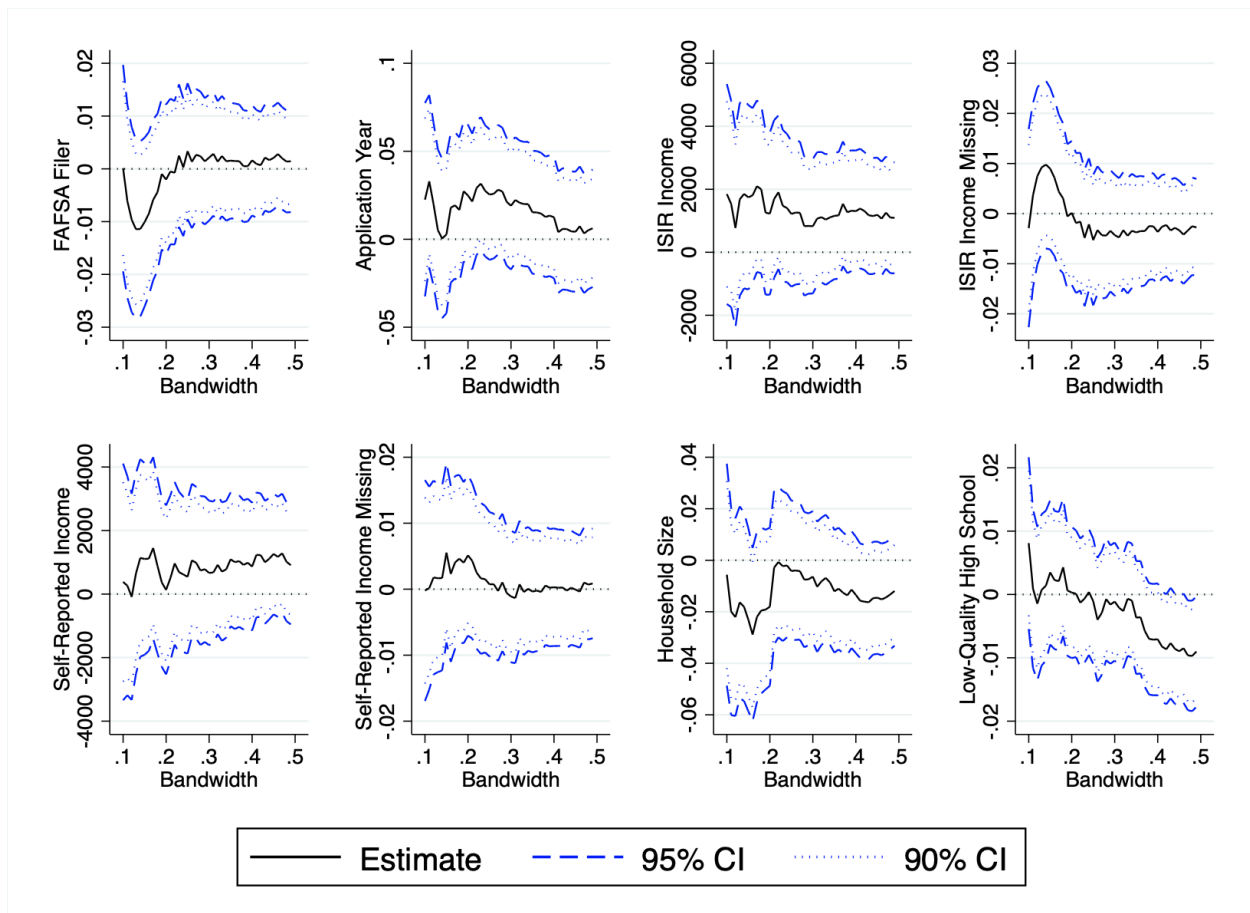 FAFSA Filer
.02
.01
0
-.01
-.02
-.03
.1 .2 .3 .4 .5
Bandwidth
Application Year
.1
.05
0
-.05
.1 .2 .3 .4 .5
Bandwidth
ISIR Income
6000
4000
2000
0
-2000
.1 .2 .3 .4 .5
Bandwidth
ISIR Income Missing
.03
.02
.01
0
-.01
-.02
.1 .2 .3 .4 .5
Bandwidth
Self-Reported Income
4000
2000
0
-2000
-4000
.1 .2 .3 .4 .5
Bandwidth
Self-Reported Income Missing
.02
.01
0
-.01
-.02
.1 .2 .3 .4 .5
Bandwidth
Household Size
.04
.02
0
-.02
-.04
-.06
.1 .2 .3 .4 .5
Bandwidth
Low-Quality High School
.02
.01
0
-.01
-.02
.1 .2 .3 .4 .5
Bandwidth
Estimate 95% CI 90% CI